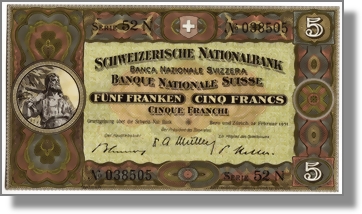 5 SERIE 52 N No 038505 5
SCHWEIZERISCHE NATIONALBANK
BANCA NAZIONALE SVIZZERA
BANQUE NATIONALE SUISSE
FÜNF FRANKEN CINQ FRANCS
CINQUE FRANCHI
No 038505 SERIE 52 N 5